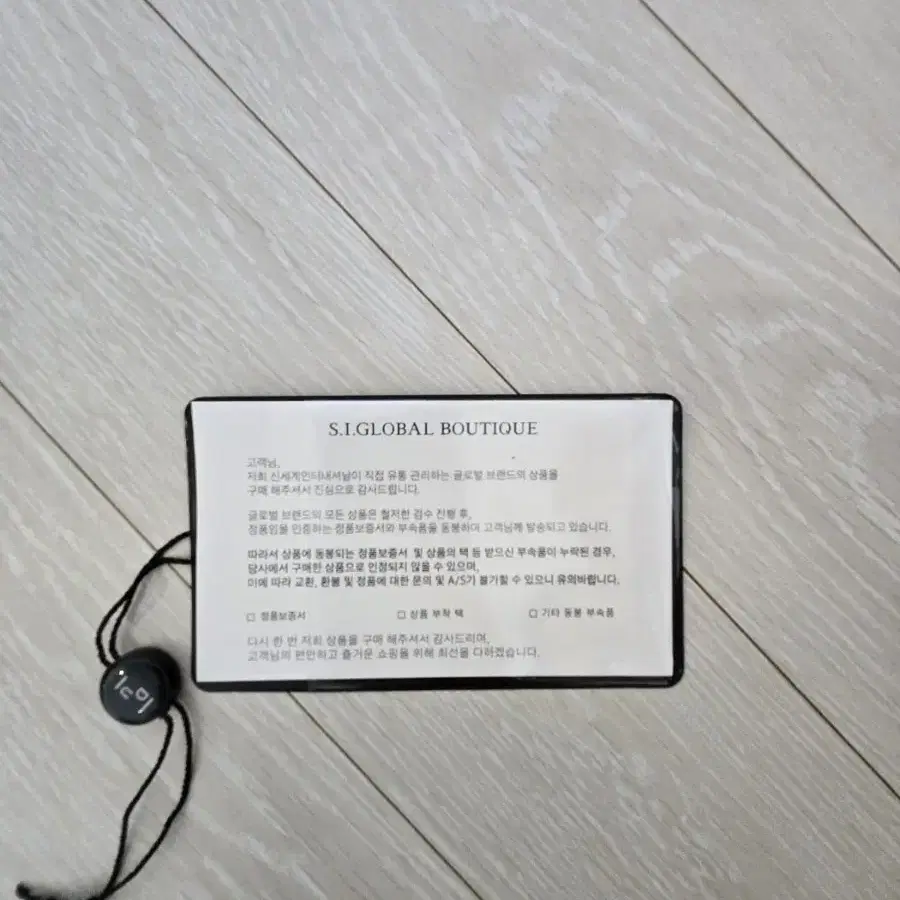 S.I.GLOBAL BOUTIQUE
고객님,
저희 신세계인터내셔날이 직접 유통 관리하는 글로벌 브랜드의 상품을
구매 해주셔서 진심으로 감사드립니다.
글로벌 브랜드의 모든 상품은 철저한 검수 진행 후,
정품임을 인증하는 정품보증서와 부속품을 동봉하여 고객님께 발송되고 있습니다.
따라서 상품에 동봉되는 정품보증서 및 상품의 택 등 받으신 부속품이 누락된 경우,
당사에서 구매한 상품으로 인정되지 않을 수 있으며,
이에 따라 교환, 환불 및 정품에 대한 문의 및 A/S가 불가할 수 있으니 유의바랍니다.
□ 정품보증서 □ 상품 부착 택 □ 기타 동봉 부속품
다시 한 번 저희 상품을 구매 해주셔서 감사드리며,
고객님의 편안하고 즐거운 쇼핑을 위해 최선을 다하겠습니다.